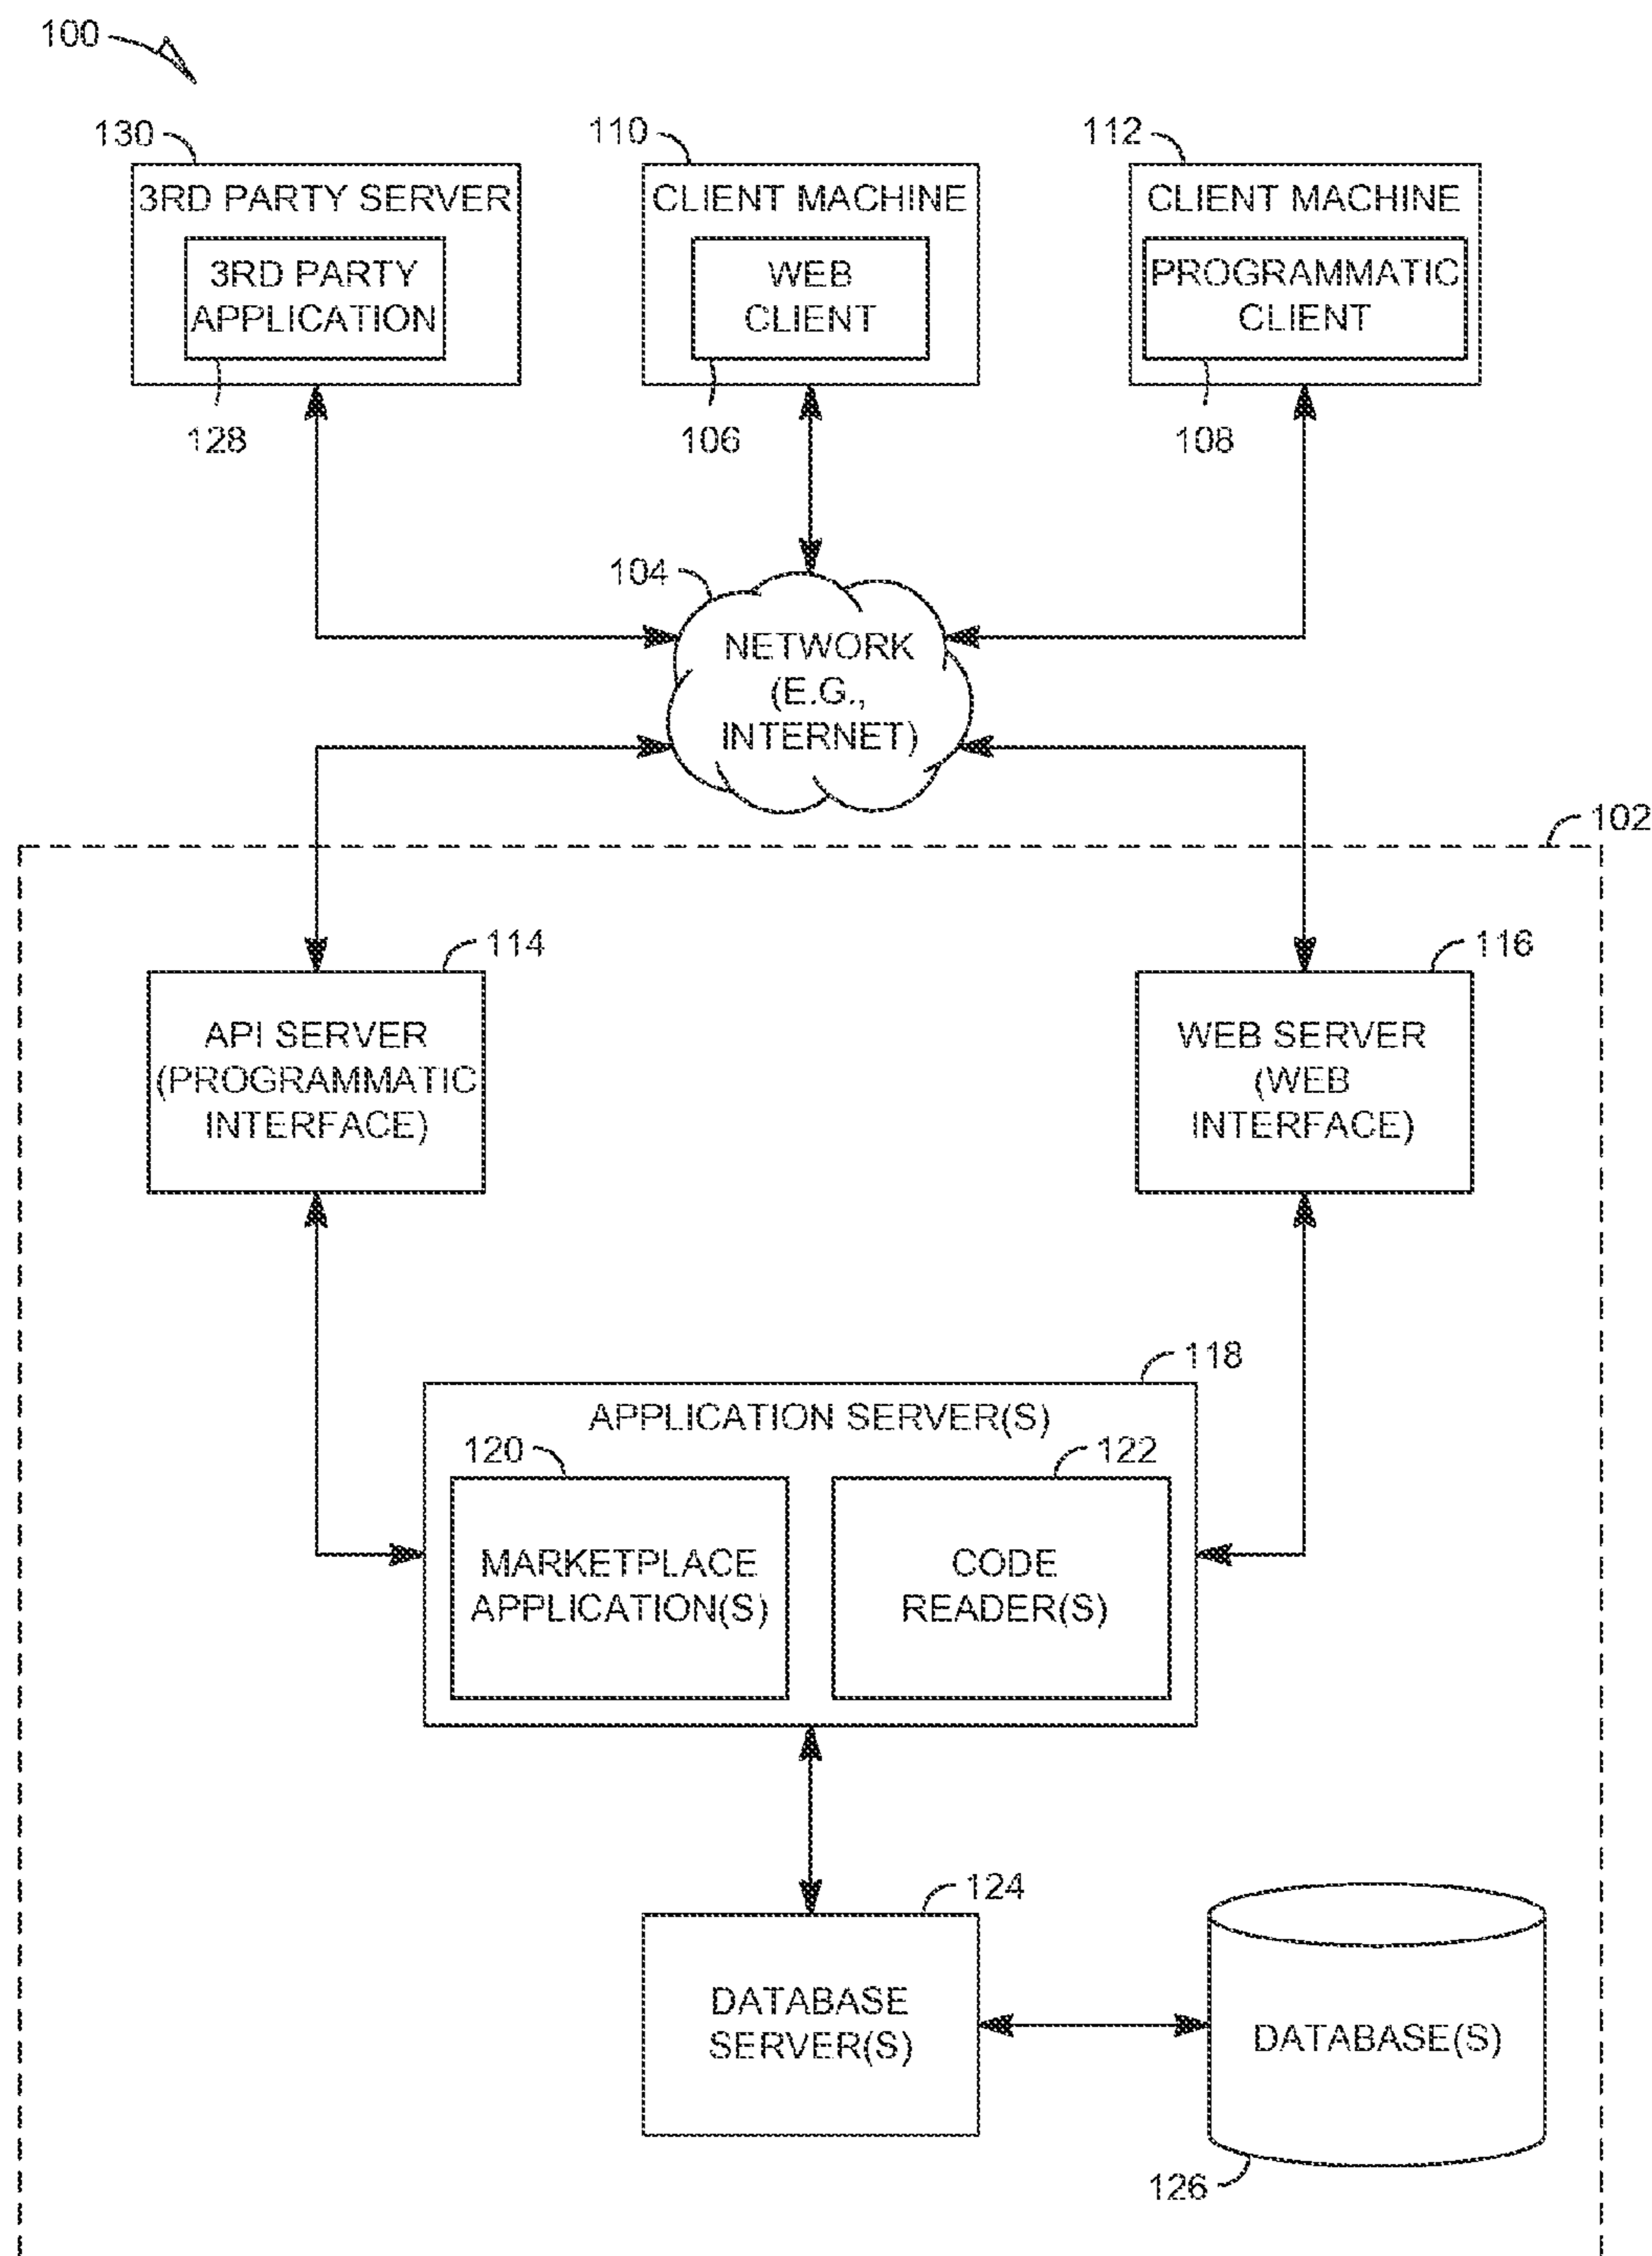 100
130
110
112
3RD PARTY SERVER
CLIENT MACHINE
CLIENT MACHINE
3RD PARTY
APPLICATION
WEB
CLIENT
PROGRAMMATIC
CLIENT
128
106
108
104
NETWORK
(E.G.,
INTERNET)
102
114
116
API SERVER
(PROGRAMMATIC
INTERFACE)
WEB SERVER
(WEB
INTERFACE)
118
APPLICATION SERVER(S)
120
122
MARKETPLACE
APPLICATION(S)
CODE
READER(S)
124
DATABASE
SERVER(S)
DATABASE(S)
126